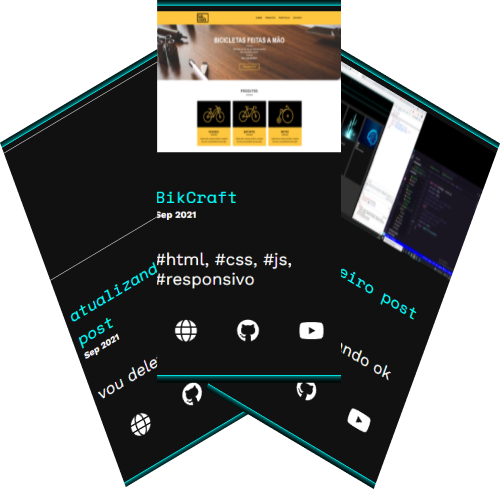 BICICLETAS FEITAS A MÃO
PRODUTOS
BikCraft
Sep 2021
#html, #css, #js,
#responsivo
atualizand
post
Sep 2021
vou dele
eiro post
ando ok